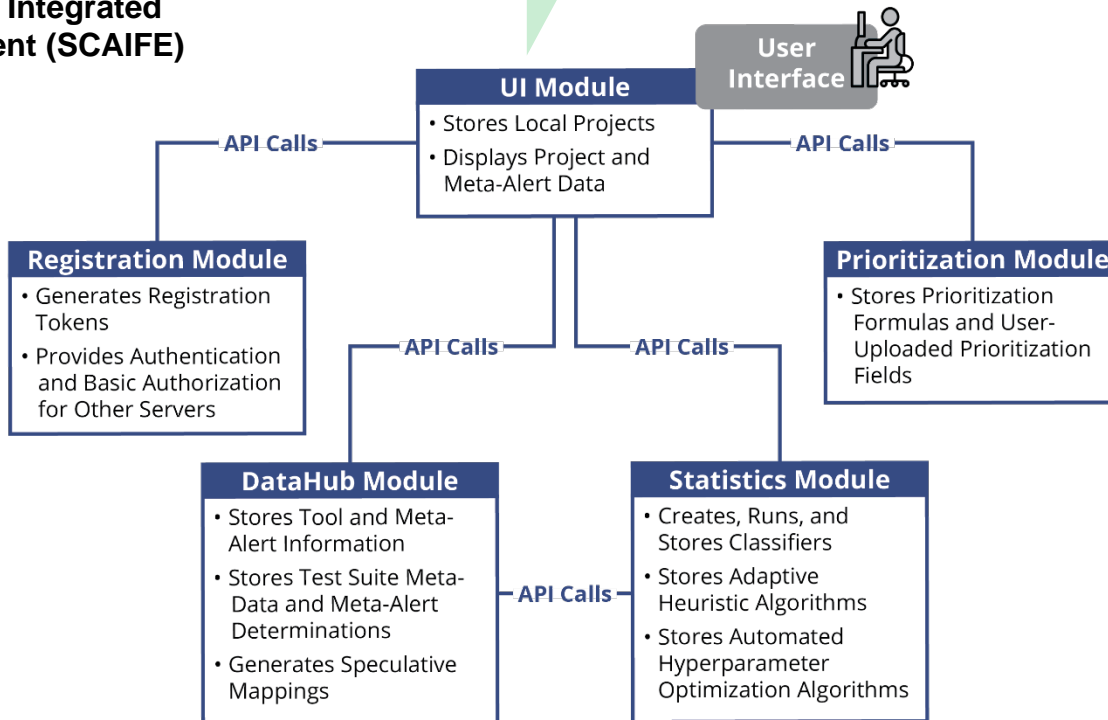 Integrated
ent (SCAIFE)
User
Interface
UI Module
• Stores Local Projects
• Displays Project and
Meta-Alert Data
API Calls
API Calls
Registration Module
• Generates Registration
Tokens
• Provides Authentication
and Basic Authorization
for Other Servers
Prioritization Module
• Stores Prioritization
Formulas and User-
Uploaded Prioritization
Fields
API Calls
API Calls
DataHub Module
• Stores Tool and Meta-
Alert Information
• Stores Test Suite Meta-
Data and Meta-Alert
Determinations
• Generates Speculative
Mappings
API Calls
Statistics Module
• Creates, Runs, and
Stores Classifiers
• Stores Adaptive
Heuristic Algorithms
• Stores Automated
Hyperparameter
Optimization Algorithms